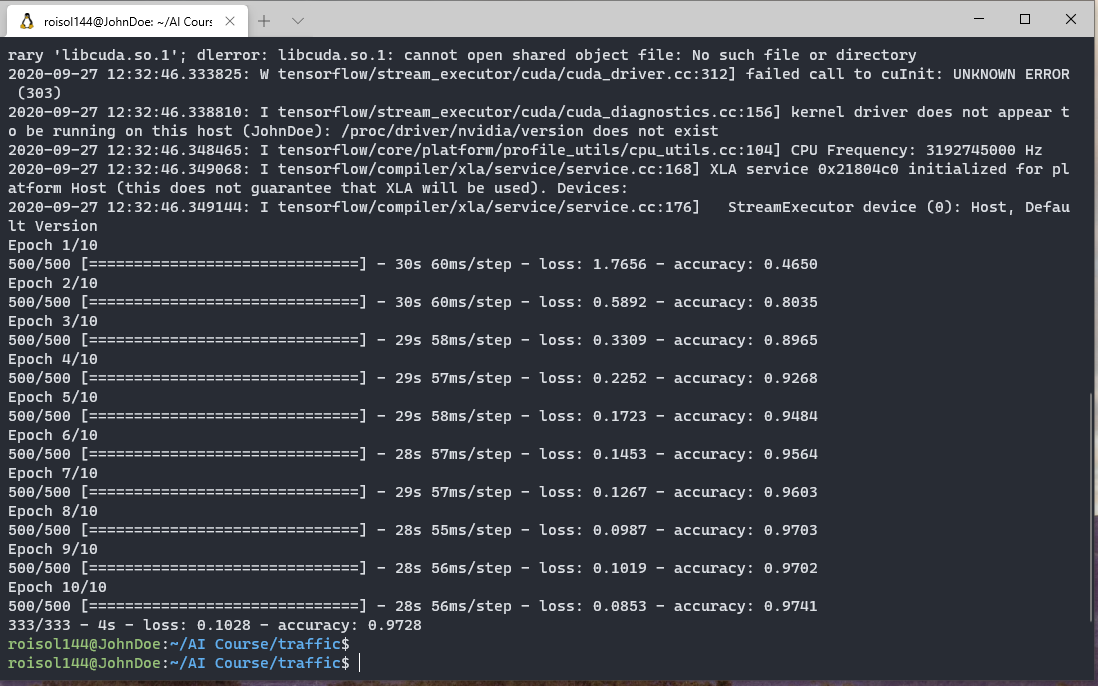 roisol144@JohnDoe: ~/AI Cours
rary 'libcuda.so.1'; dlerror: libcuda.so.1: cannot open shared object file: No such file or directory
2020-09-27 12:32:46.333825: W tensorflow/stream_executor/cuda/cuda_driver.cc:312] failed call to cuInit: UNKNOWN ERROR
(303)
2020-09-27 12:32:46.338810: I tensorflow/stream_executor/cuda/cuda_diagnostics.cc:156] kernel driver does not appear t
o be running on this host (JohnDoe): /proc/driver/nvidia/version does not exist
2020-09-27 12:32:46.348465: I tensorflow/core/platform/profile_utils/cpu_utils.cc:104] CPU Frequency: 3192745000 Hz
2020-09-27 12:32:46.349068: I tensorflow/compiler/xla/service/service.cc:168] XLA service 0x21804c0 initialized for pl
atform Host (this does not guarantee that XLA will be used). Devices:
2020-09-27 12:32:46.349144: I tensorflow/compiler/xla/service/service.cc:176]   StreamExecutor device (0): Host, Defau
lt Version
Epoch 1/10
500/500 [==============================] - 30s 60ms/step - loss: 1.7656 - accuracy: 0.4650
Epoch 2/10
500/500 [==============================] - 30s 60ms/step - loss: 0.5892 - accuracy: 0.8035
Epoch 3/10
500/500 [==============================] - 29s 58ms/step - loss: 0.3309 - accuracy: 0.8965
Epoch 4/10
500/500 [==============================] - 29s 57ms/step - loss: 0.2252 - accuracy: 0.9268
Epoch 5/10
500/500 [==============================] - 29s 58ms/step - loss: 0.1723 - accuracy: 0.9484
Epoch 6/10
500/500 [==============================] - 28s 57ms/step - loss: 0.1453 - accuracy: 0.9564
Epoch 7/10
500/500 [==============================] - 29s 57ms/step - loss: 0.1267 - accuracy: 0.9603
Epoch 8/10
500/500 [==============================] - 28s 55ms/step - loss: 0.0987 - accuracy: 0.9703
Epoch 9/10
500/500 [==============================] - 28s 56ms/step - loss: 0.1019 - accuracy: 0.9702
Epoch 10/10
500/500 [==============================] - 28s 56ms/step - loss: 0.0853 - accuracy: 0.9741
333/333 - 4s - loss: 0.1028 - accuracy: 0.9728
roisol144@JohnDoe:~/AI Course/traffic$
roisol144@JohnDoe:~/AI Course/traffic$